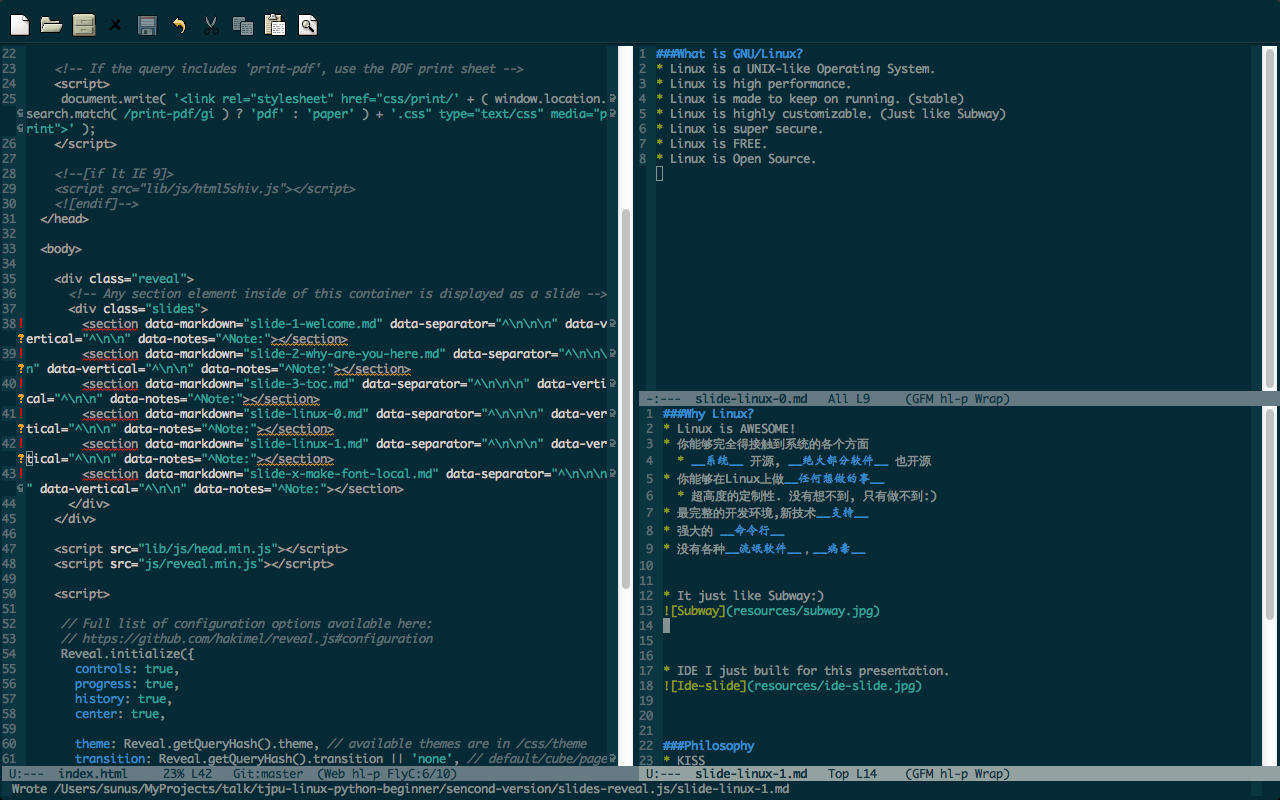 22
23 <!-- If the query includes 'print-pdf', use the PDF print sheet -->
24 <script>
25 document.write( '<link rel="stylesheet" href="css/print/' + ( window.location.
search.match( /print-pdf/gi ) ? 'pdf' : 'paper' ) + '.css" type="text/css" media="p
rint">' );
26 </script>
27
28 <!--[if lt IE 9]>
29 <script src="lib/js/html5shiv.js"></script>
30 <![endif]-->
31 </head>
32
33 <body>
34
35 <div class="reveal">
36 <!-- Any section element inside of this container is displayed as a slide -->
37 <div class="slides">
38! <section data-markdown="slide-1-welcome.md" data-separator="^\n\n\n" data-v
?ertical="^\n\n" data-notes="^Note:"></section>
39! <section data-markdown="slide-2-why-are-you-here.md" data-separator="^\n\n\
?n" data-vertical="^\n\n" data-notes="^Note:"></section>
40! <section data-markdown="slide-3-toc.md" data-separator="^\n\n\n" data-verti
?cal="^\n\n" data-notes="^Note:"></section>
41! <section data-markdown="slide-linux-0.md" data-separator="^\n\n\n" data-ver
?tical="^\n\n" data-notes="^Note:"></section>
42! <section data-markdown="slide-linux-1.md" data-separator="^\n\n\n" data-ver
?tical="^\n\n" data-notes="^Note:"></section>
43! <section data-markdown="slide-x-make-font-local.md" data-separator="^\n\n\n
" data-vertical="^\n\n" data-notes="^Note:"></section>
44 </div>
45 </div>
46
47 <script src="lib/js/head.min.js"></script>
48 <script src="js/reveal.min.js"></script>
49
50 <script>
51
52 // Full list of configuration options available here:
53 // https://github.com/hakimel/reveal.js#configuration
54 Reveal.initialize({
55 controls: true,
56 progress: true,
57 history: true,
58 center: true,
59
60 theme: Reveal.getQueryHash().theme, // available themes are in /css/theme
61 transition: Reveal.getQueryHash().transition || 'none', // default/cube/page
U:--- index.html 23% L42 Git:master (Web hl-p FlyC:6/10)
1 ###What is GNU/Linux?
2 * Linux is a UNIX-like Operating System.
3 * Linux is high performance.
4 * Linux is made to keep on running. (stable)
5 * Linux is highly customizable. (Just like Subway)
6 * Linux is super secure.
7 * Linux is FREE.
8 * Linux is Open Source.
-:--- slide-linux-0.md All L9 (GFM hl-p Wrap)
1 ###Why Linux?
2 * Linux is AWESOME!
3 * 你能够完全得接触到系统的各个方面
4 * __系统__ 开源, __绝大部分软件__ 也开源
5 * 你能够在Linux上做__任何想做的事__
6 * 超高度的定制性. 没有想不到, 只有做不到:)
7 * 最完整的开发环境,新技术__支持__
8 * 强大的 __命令行__
9 * 没有各种__流氓软件__, __病毒__
10
11
12 * It just like Subway:)
13 ![Subway](resources/subway.jpg)
14
15
16
17 * IDE I just built for this presentation.
18 ![Ide-slide](resources/ide-slide.jpg)
19
20
21
22 ###Philosophy
23 * KISS
U:--- slide-linux-1.md Top L14 (GFM hl-p Wrap)
Wrote /Users/sunus/MyProjects/talk/tjpu-linux-python-beginner/sencond-version/slides-reveal.js/slide-linux-1.md